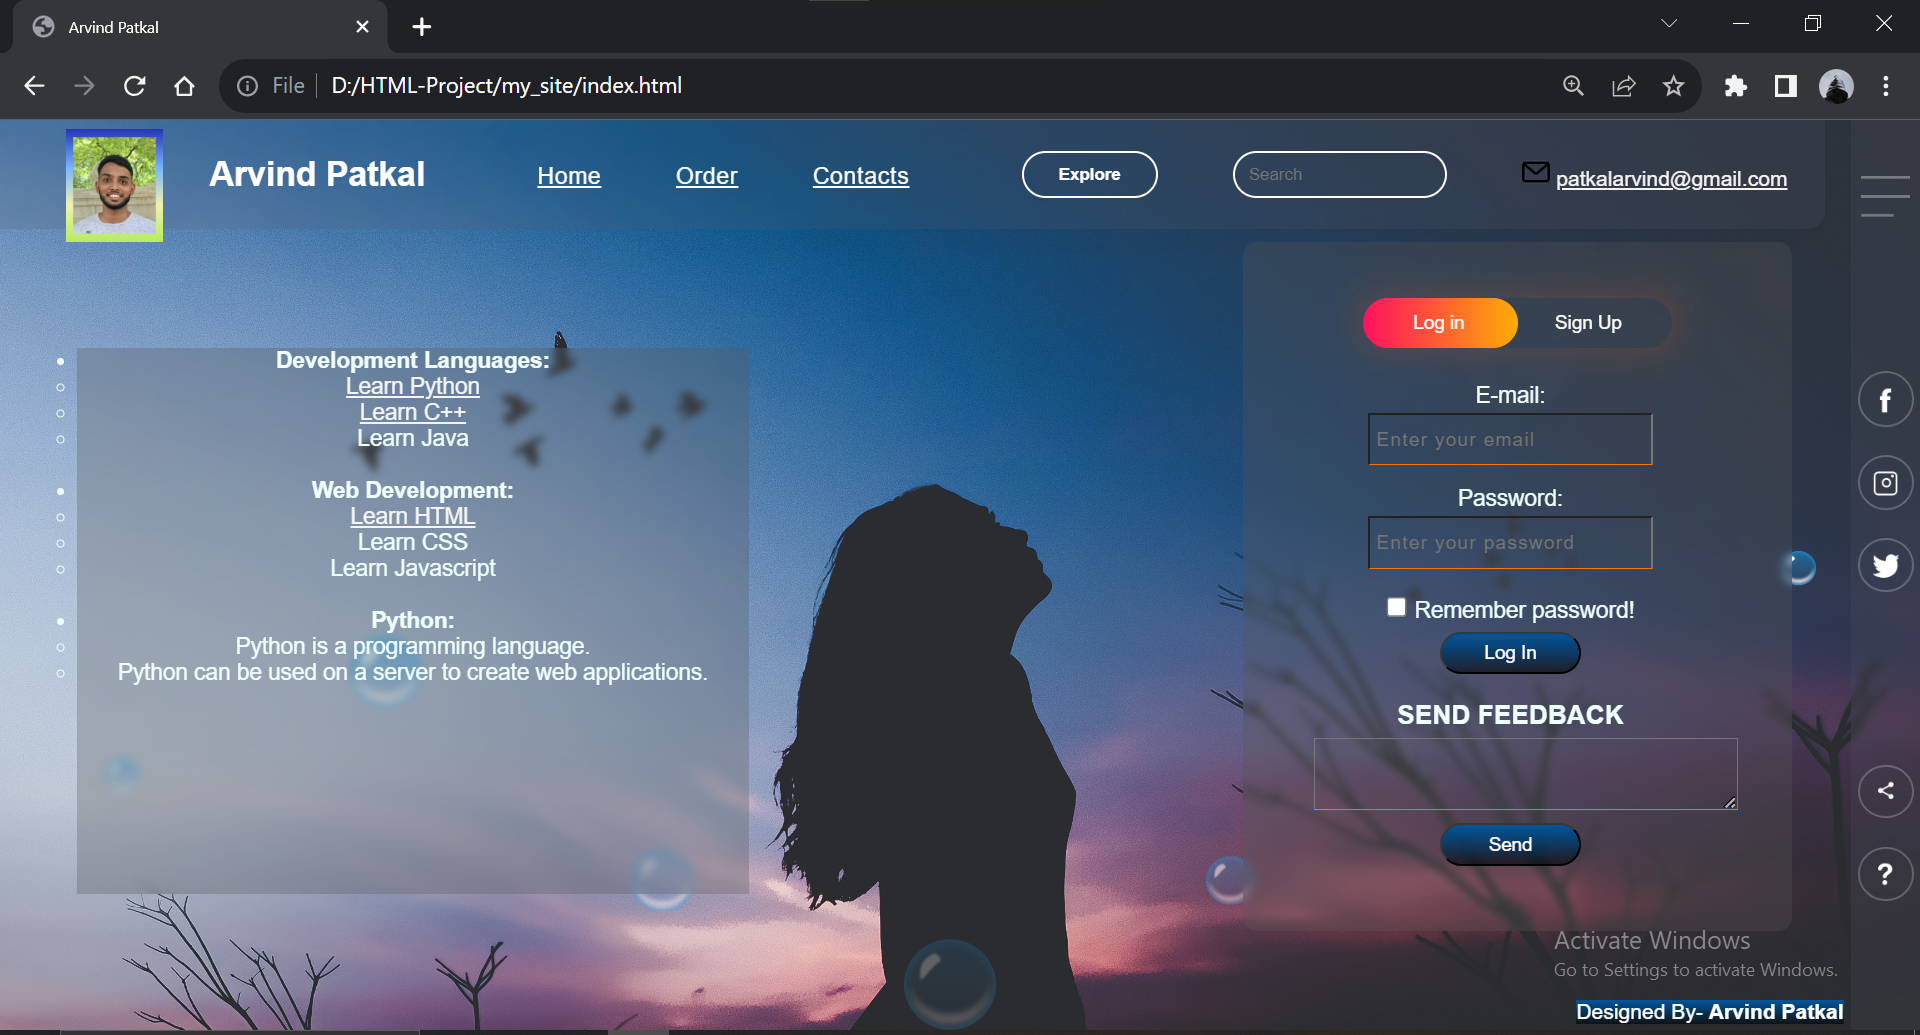 Arvind Patkal
File D:/HTML-Project/my_site/index.html
Arvind Patkal Home Order Contacts Explore Search patkalarvind@gmail.com
Log in Sign Up
Development Languages:
Learn Python
Learn C++
Learn Java
Web Development:
Learn HTML
Learn CSS
Learn Javascript
Python:
Python is a programming language.
Python can be used on a server to create web applications.
E-mail:
Enter your email
Password:
Enter your password
Remember password!
Log In
SEND FEEDBACK
Send
?
Activate Windows
Go to Settings to activate Windows.
Designed By- Arvind Patkal